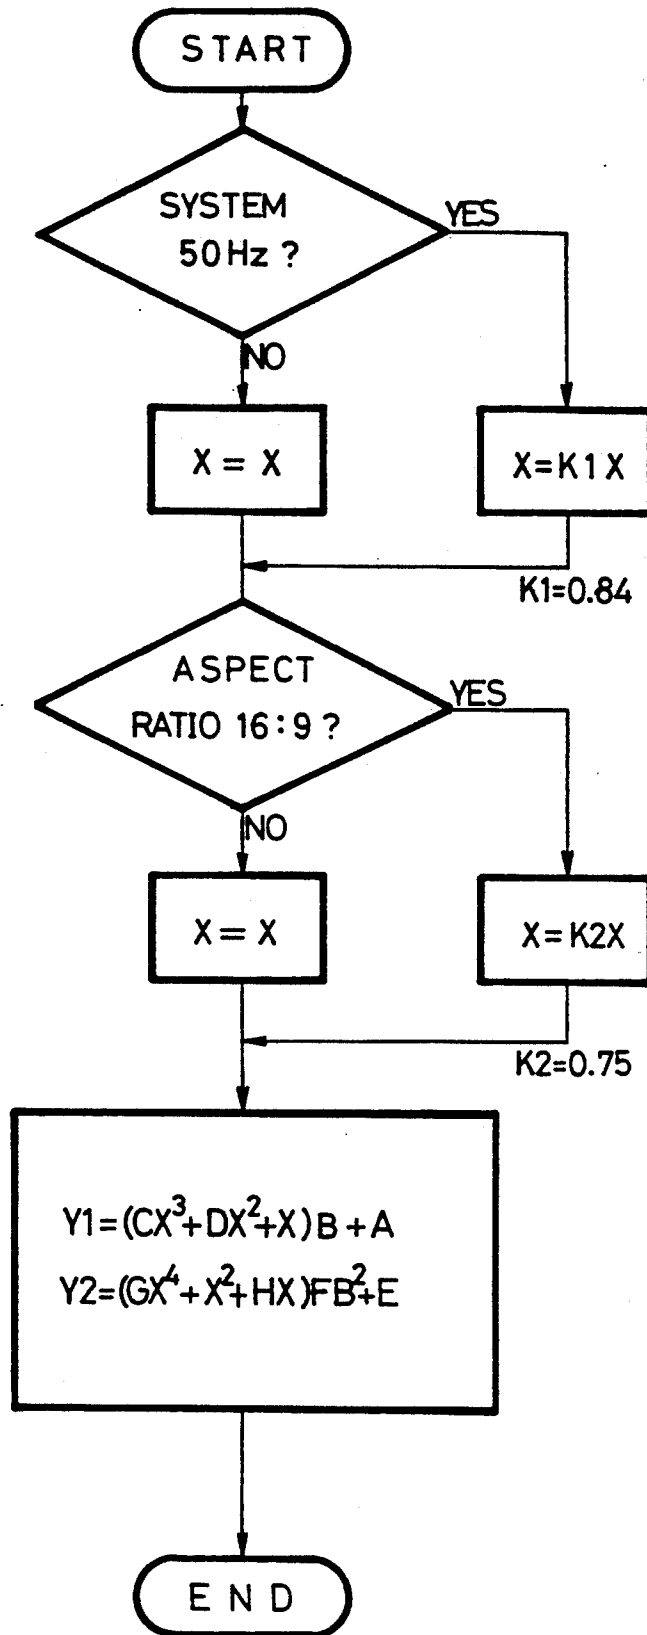 START
SYSTEM
50Hz ?
YES
NO
X = X
X=K1X
K1=0.84
ASPECT
RATIO 16:9 ?
YES
NO
X = X
X=K2X
K2=0.75
Y1=(CX³+DX²+X)B+A
Y2=(GX⁴+X²+HX)FB²+E
END